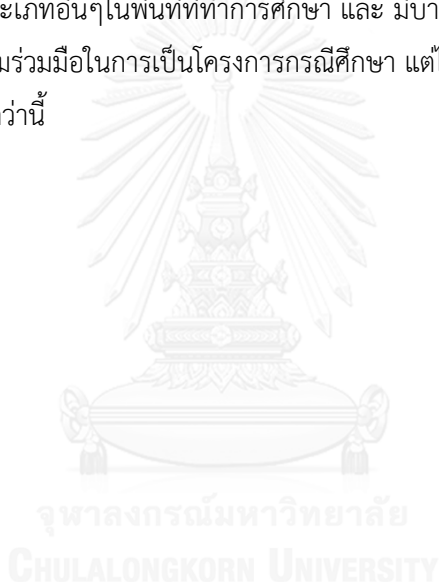 ะเภทอื่นๆในพื้นที่ที่ทำการศึกษา และ มีบา
มร่วมมือในการเป็นโครงการกรณีศึกษา แต่ไ
ว่านี้
จุฬาลงกรณ์มหาวิทยาลัย
CHULALONGKORN UNIVERSITY